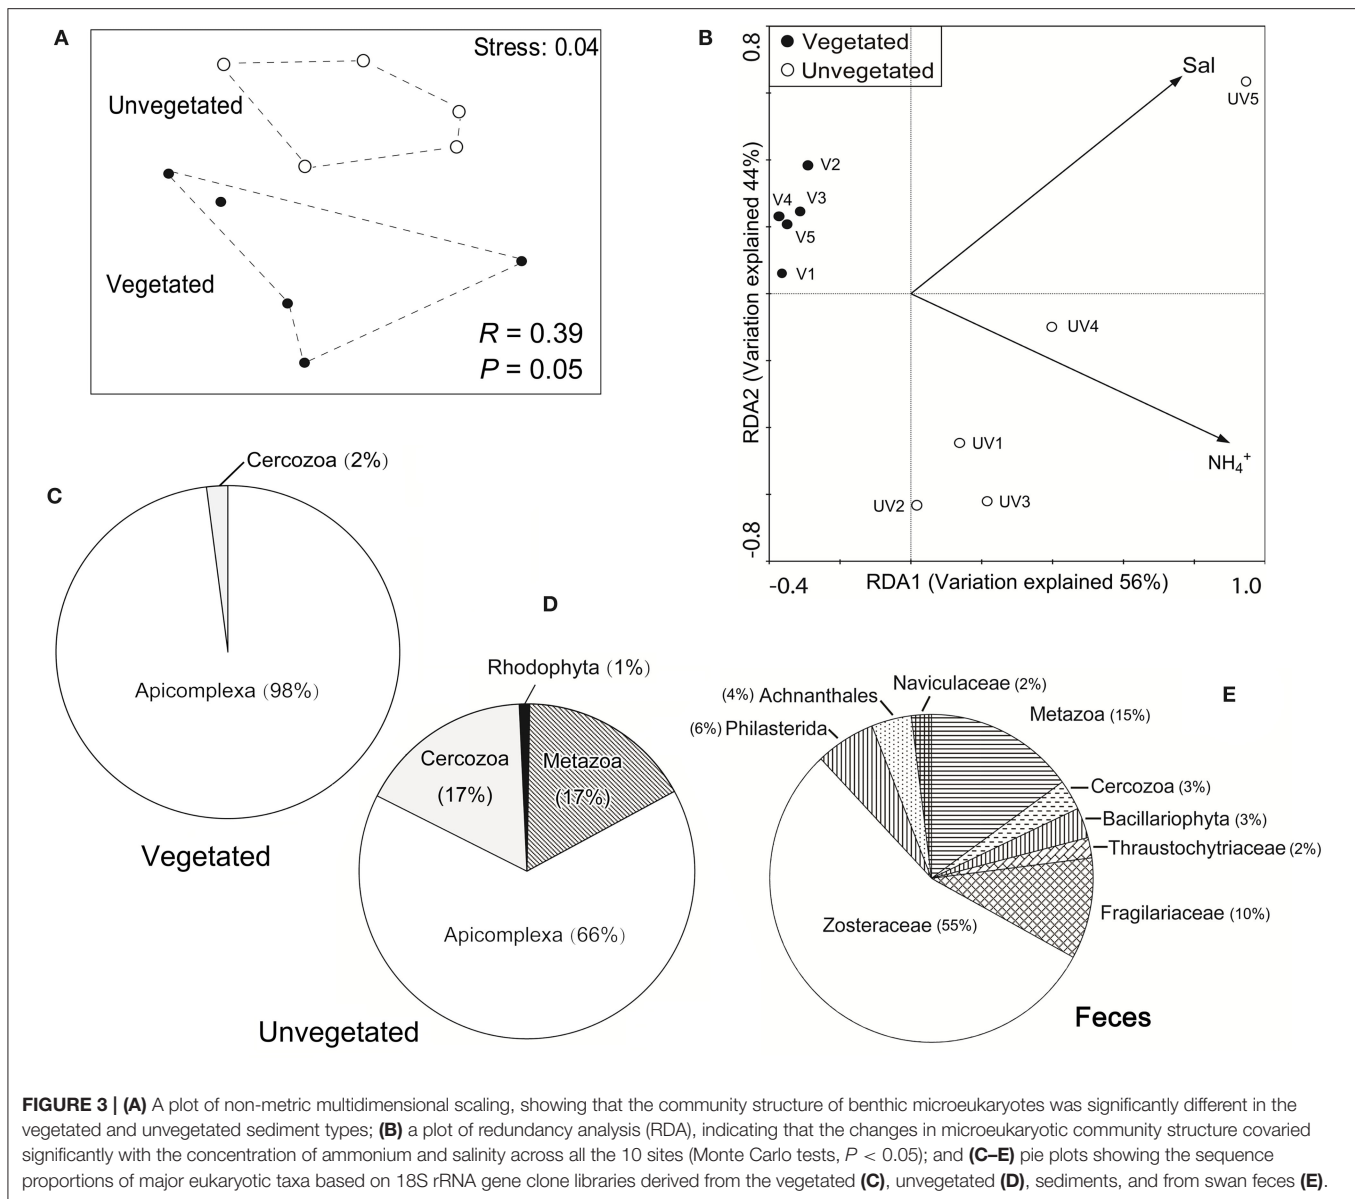 A
Stress: 0.04
Unvegetated
Vegetated
R = 0.39
P = 0.05
B
0.8
Vegetated
Unvegetated
Sal
UV5
V2
V4
V3
V5
V1
UV4
UV1
NH4+
UV2
UV3
RDA2 (Variation explained 44%)
-0.8
-0.4
RDA1 (Variation explained 56%)
1.0
C
Cercozoa (2%)
Apicomplexa (98%)
Vegetated
D
Rhodophyta (1%)
Cercozoa
(17%)
Metazoa
(17%)
Apicomplexa (66%)
Unvegetated
E
Naviculaceae (2%)
(4%) Achnanthales
(6%) Philasterida
Metazoa (15%)
Cercozoa (3%)
Bacillariophyta (3%)
Thraustochytriaceae (2%)
Fragilariaceae (10%)
Zosteraceae (55%)
Feces
FIGURE 3 | (A) A plot of non-metric multidimensional scaling, showing that the community structure of benthic microeukaryotes was significantly different in the
vegetated and unvegetated sediment types; (B) a plot of redundancy analysis (RDA), indicating that the changes in microeukaryotic community structure covaried
significantly with the concentration of ammonium and salinity across all the 10 sites (Monte Carlo tests, P < 0.05); and (C–E) pie plots showing the sequence
proportions of major eukaryotic taxa based on 18S rRNA gene clone libraries derived from the vegetated (C), unvegetated (D), sediments, and from swan feces (E).